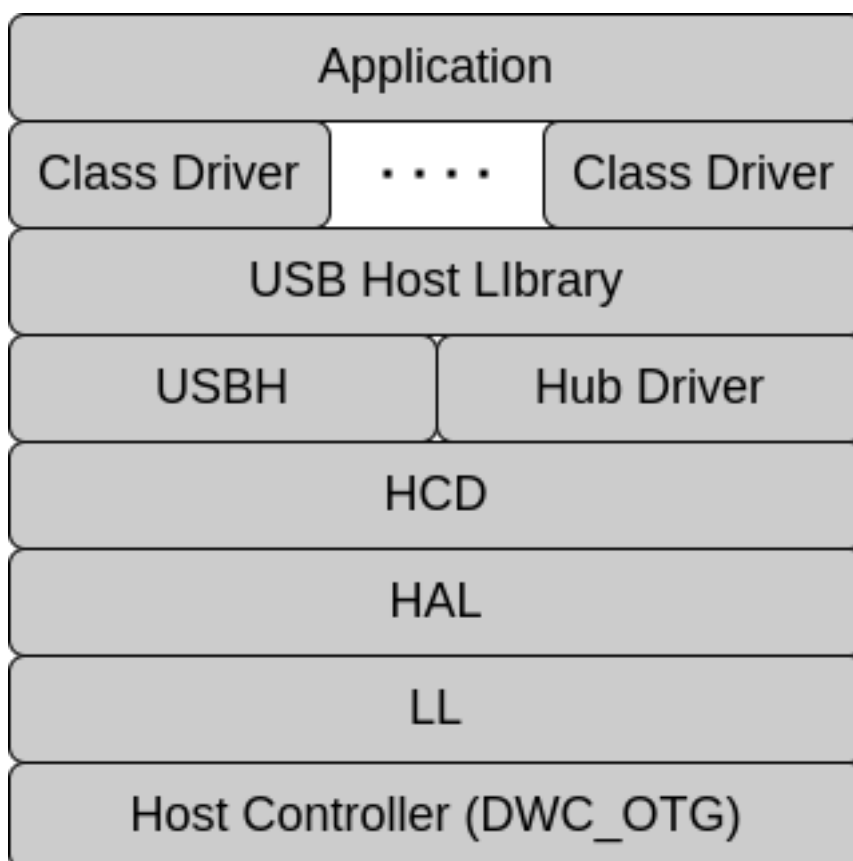 Application
Class Driver . . . . Class Driver
USB Host LIbrary
USBH Hub Driver
HCD
HAL
LL
Host Controller (DWC_OTG)